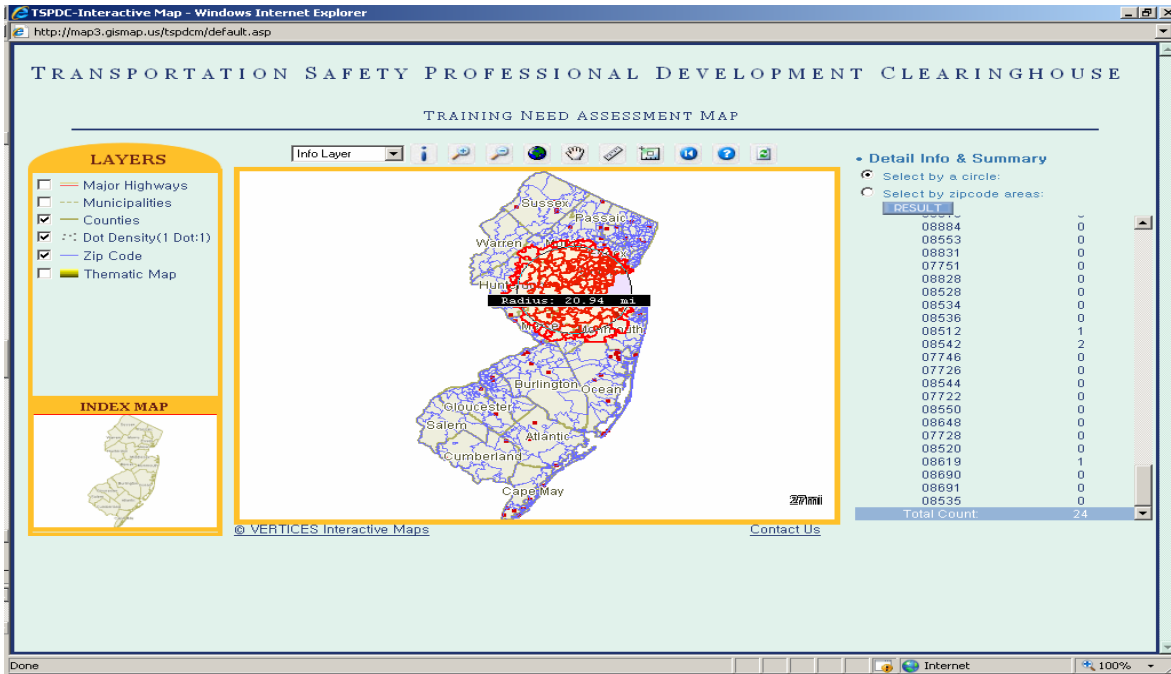 TSPDC-Interactive Map - Windows Internet Explorer
http://map3.gismap.us/tspdcm/default.asp
TRANSPORTATION SAFETY PROFESSIONAL DEVELOPMENT CLEARINGHOUSE
TRAINING NEED ASSESSMENT MAP
LAYERS
Major Highways
Municipalities
Counties
Dot Density(1 Dot:1)
Zip Code
Thematic Map
INDEX MAP
Info Layer
Sussex
Passaic
Warren
Radius: 20.94 mi
Monmouth
Burlington
Ocean
Gloucester
Salem
Atlantic
Cumberland
Cape May
© VERTICES Interactive Maps
Contact Us
• Detail Info & Summary
Select by a circle:
Select by zipcode areas:
RESULT
08884 0
08553 0
08831 0
07751 0
08828 0
08528 0
08534 0
08536 0
08512 1
08542 2
07746 0
07726 0
08544 0
07722 0
08550 0
08648 0
07728 0
08520 0
08619 1
08690 0
08691 0
08535 0
Total Count: 24
Done
Internet
100%